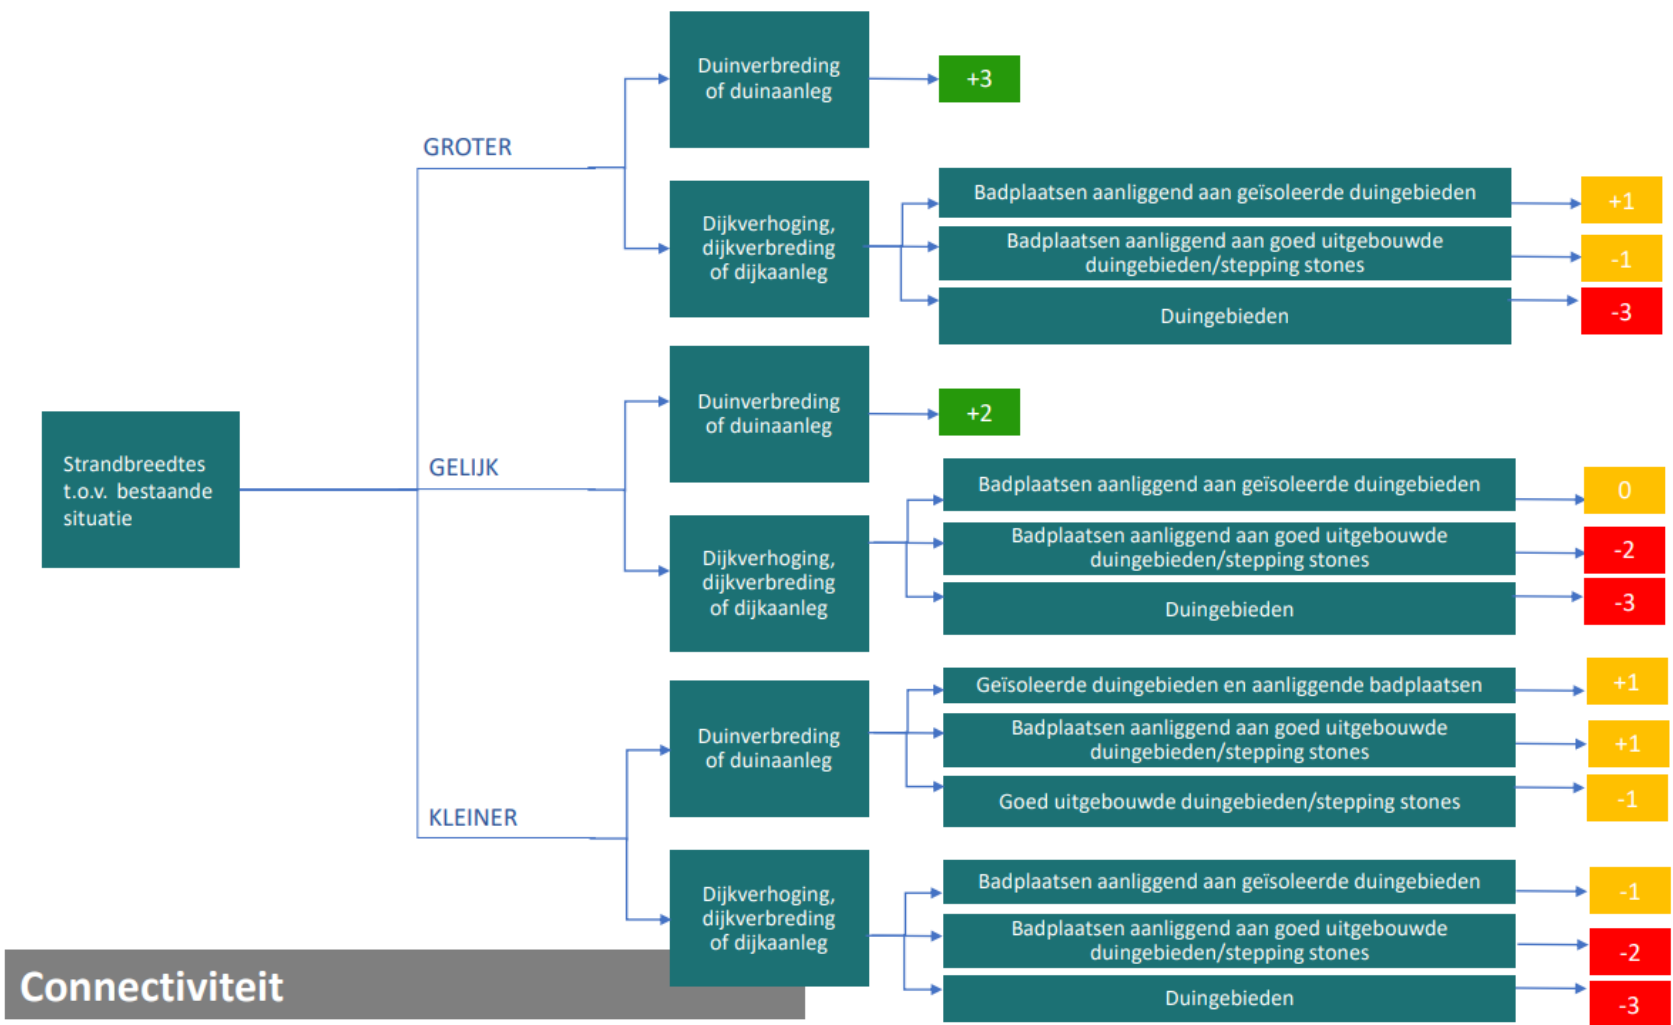 Strandbreedtes
t.o.v. bestaande
situatie
GROTER
Duinverbreding
of duinaanleg
+3
Dijkverhoging,
dijkverbreding
of dijkaanleg
Badplaatsen aanliggend aan geïsoleerde duingebieden
+1
Badplaatsen aanliggend aan goed uitgebouwde
duingebieden/stepping stones
-1
Duingebieden
-3
GELIJK
Duinverbreding
of duinaanleg
+2
Dijkverhoging,
dijkverbreding
of dijkaanleg
Badplaatsen aanliggend aan geïsoleerde duingebieden
0
Badplaatsen aanliggend aan goed uitgebouwde
duingebieden/stepping stones
-2
Duingebieden
-3
KLEINER
Duinverbreding
of duinaanleg
Geïsoleerde duingebieden en aanliggende badplaatsen
+1
Badplaatsen aanliggend aan goed uitgebouwde
duingebieden/stepping stones
+1
Goed uitgebouwde duingebieden/stepping stones
-1
Dijkverhoging,
dijkverbreding
of dijkaanleg
Badplaatsen aanliggend aan geïsoleerde duingebieden
-1
Badplaatsen aanliggend aan goed uitgebouwde
duingebieden/stepping stones
-2
Duingebieden
-3
Connectiviteit